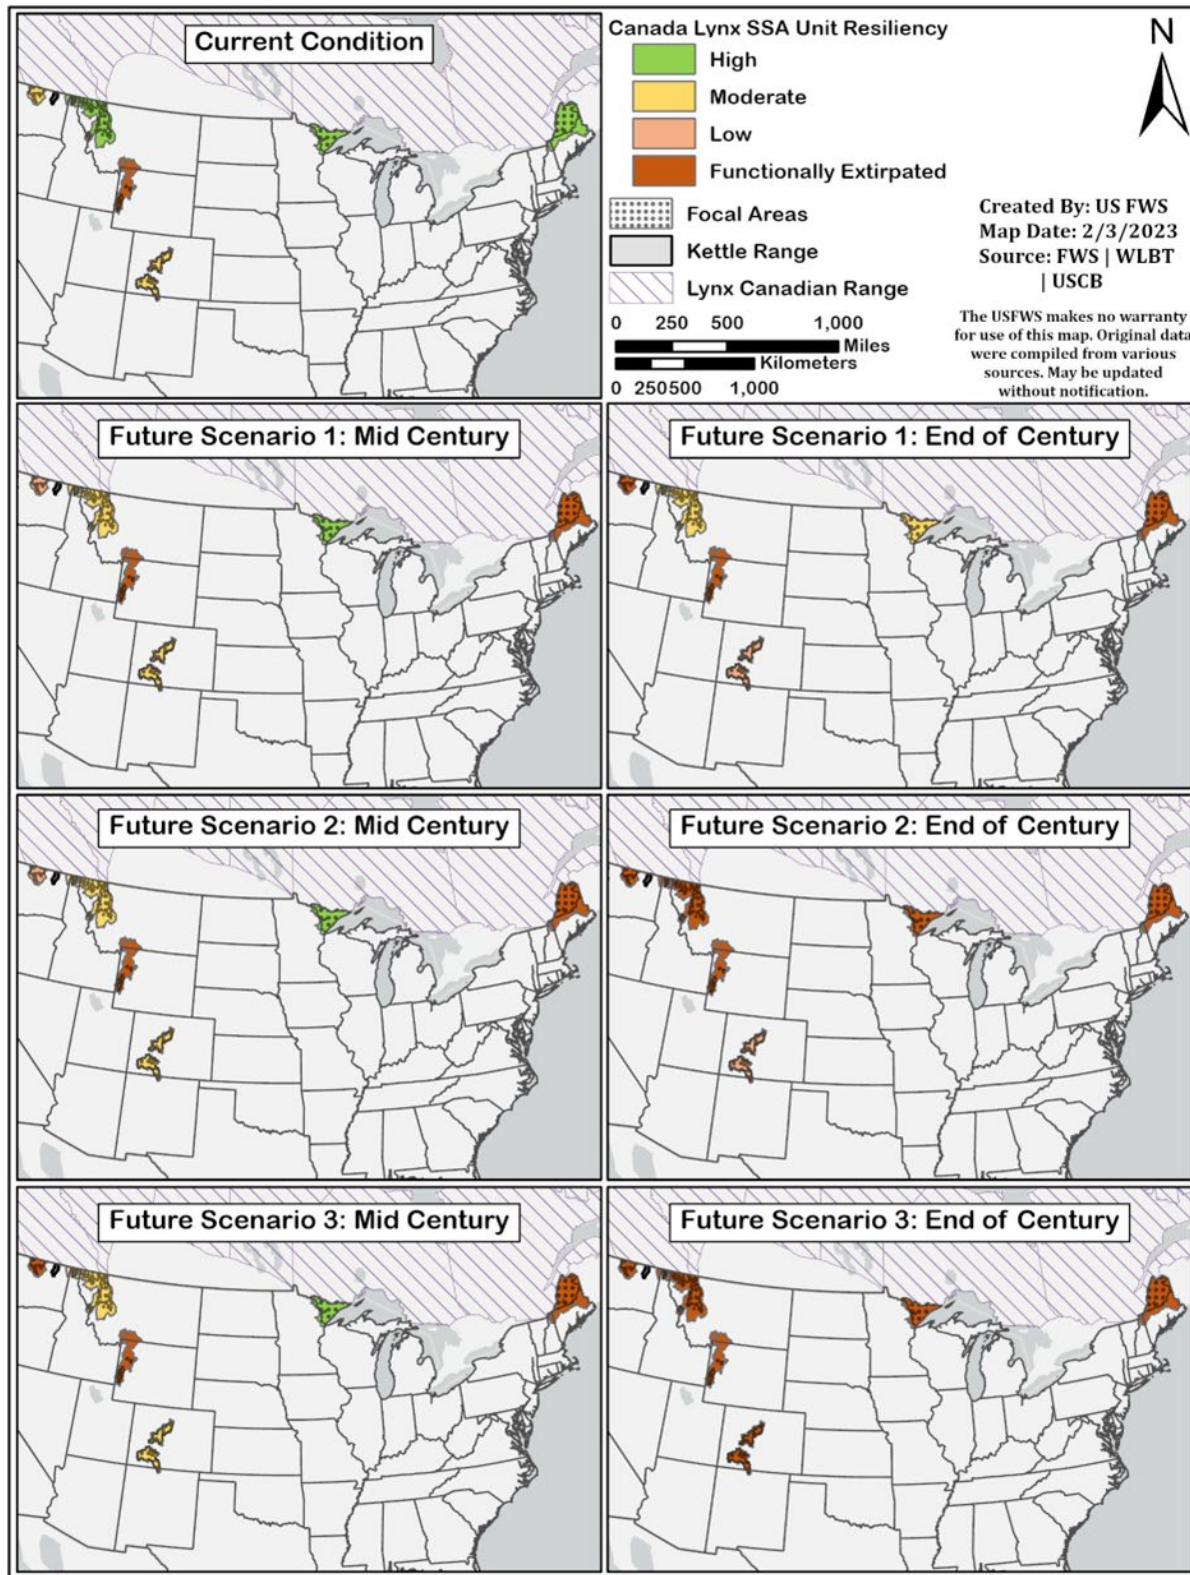 Current Condition
Canada Lynx SSA Unit Resiliency
High
Moderate
Low
Functionally Extirpated
Focal Areas
Kettle Range
Lynx Canadian Range
0 250 500 1,000
Miles
Kilometers
0 250500 1,000
N
Created By: US FWS
Map Date: 2/3/2023
Source: FWS | WLBT
| USCB
The USFWS makes no warranty
for use of this map. Original data
were compiled from various
sources. May be updated
without notification.
Future Scenario 1: Mid Century
Future Scenario 1: End of Century
Future Scenario 2: Mid Century
Future Scenario 2: End of Century
Future Scenario 3: Mid Century
Future Scenario 3: End of Century